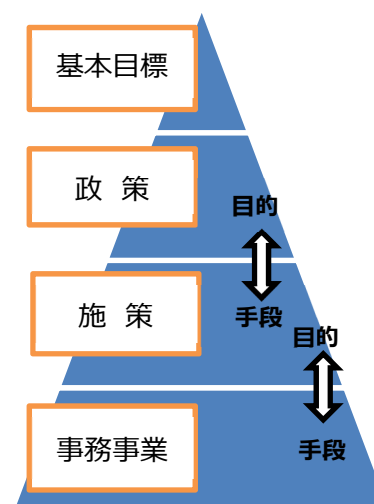 基本目標
政 策
目的
施 策
手段
目的
事務事業
手段